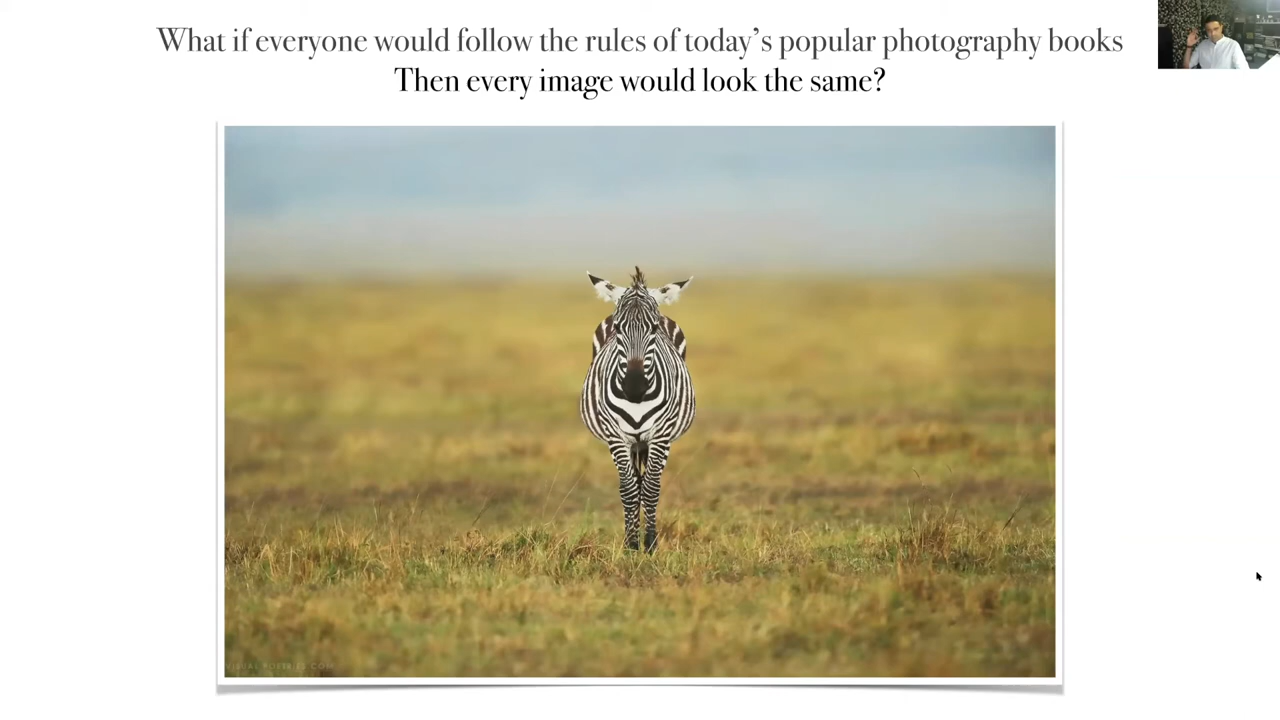 What if everyone would follow the rules of today's popular photography books
Then every image would look the same?